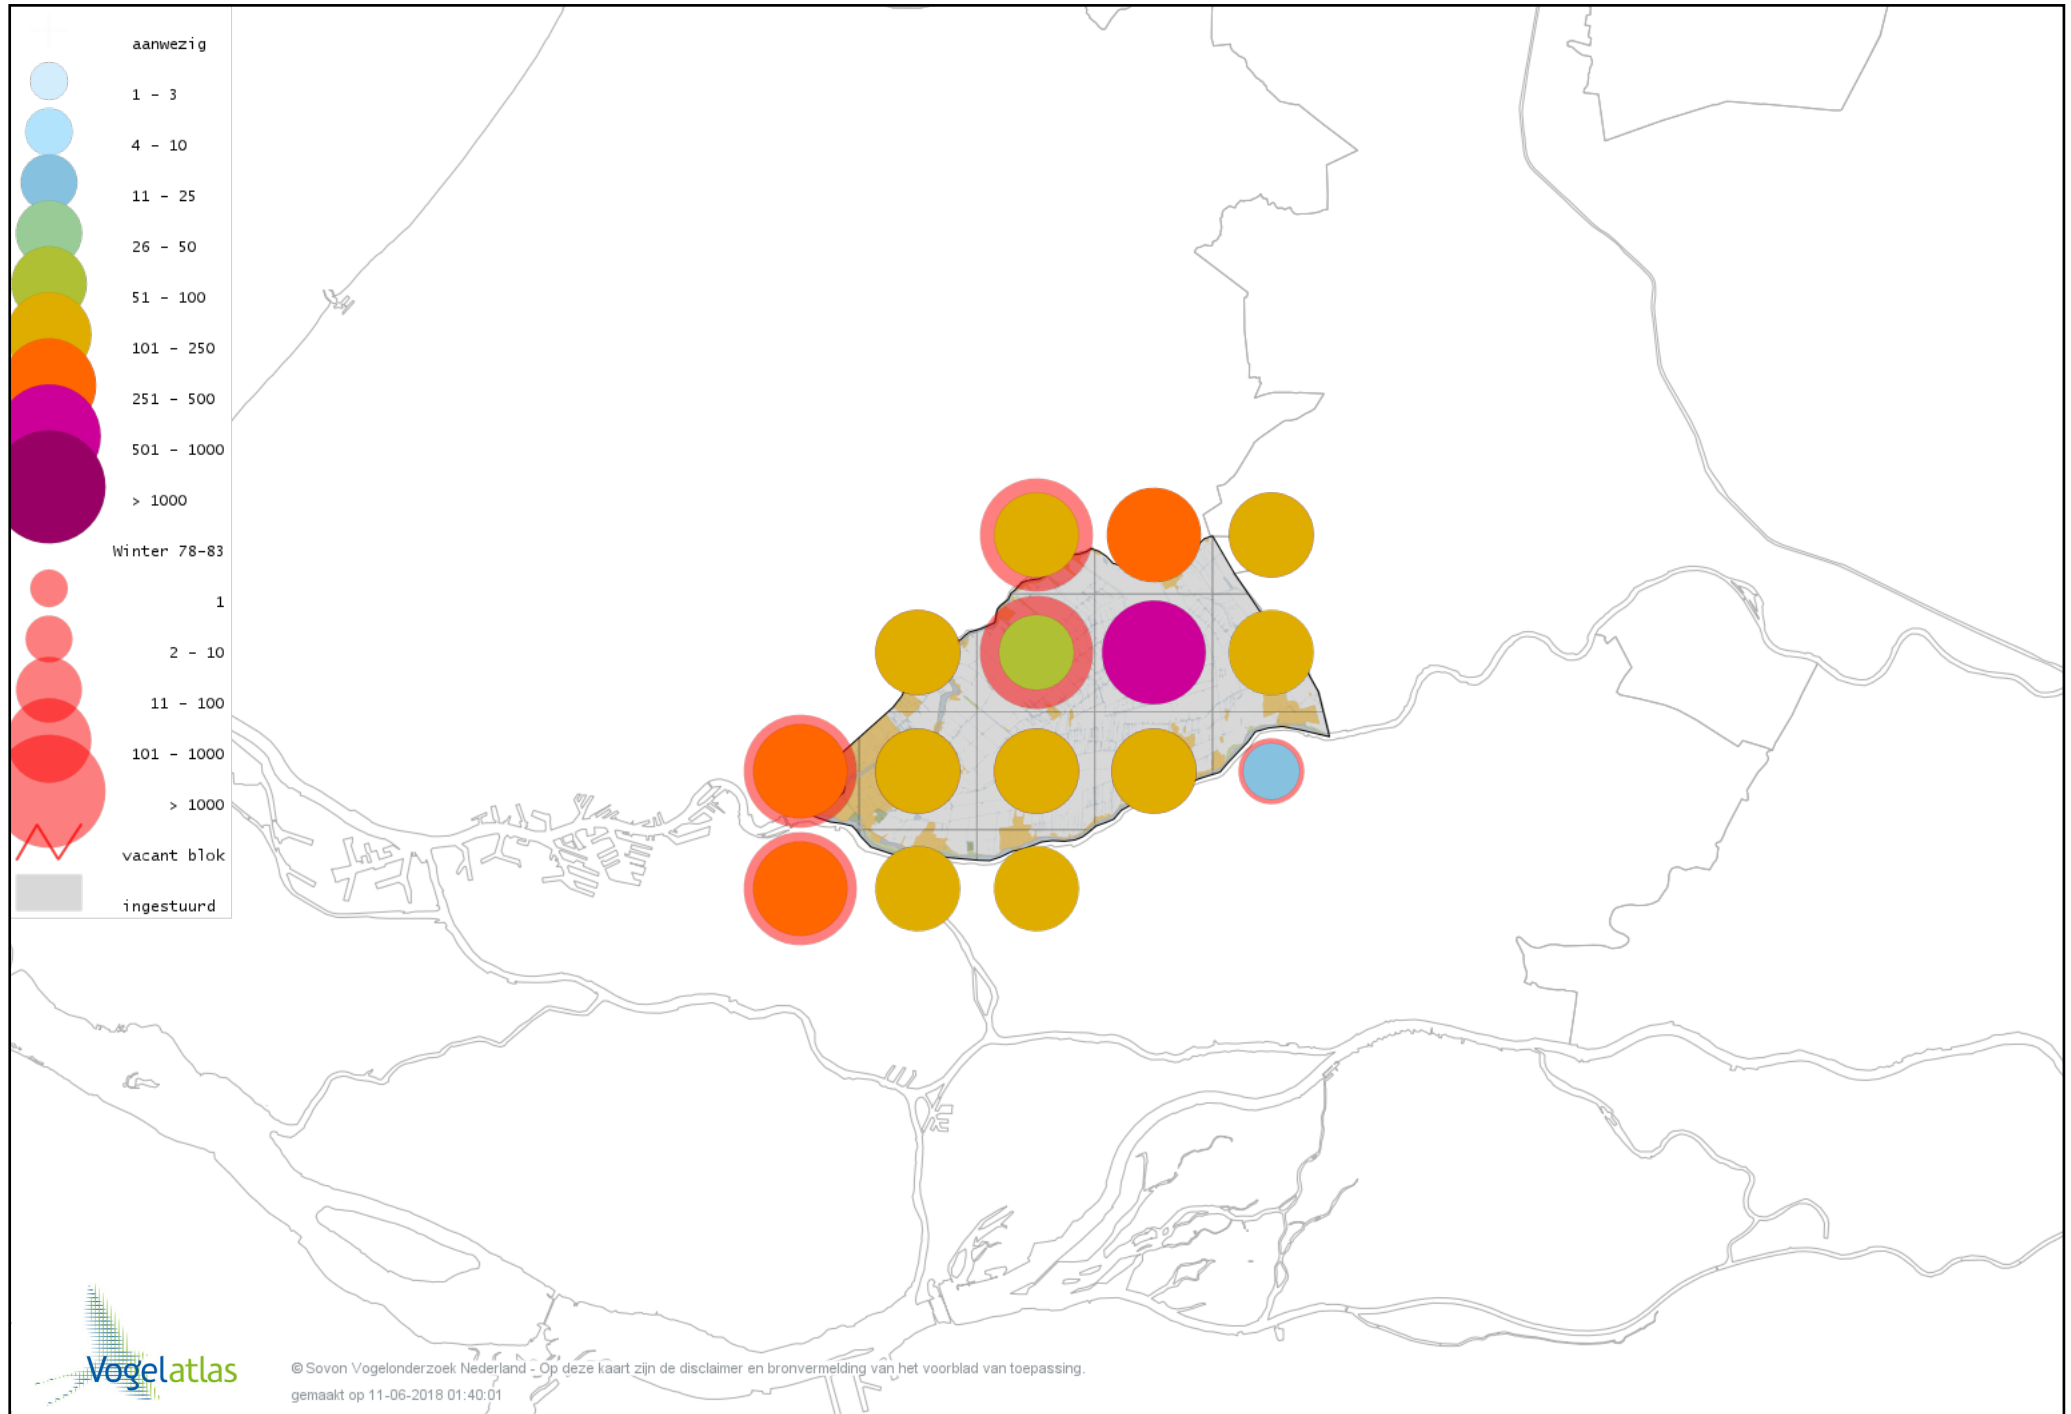 aanwezig
1 - 3
4 - 10
11 - 25
26 - 50
51 - 100
101 - 250
251 - 500
501 - 1000
> 1000
Winter 78-83
1
2 - 10
11 - 100
101 - 1000
> 1000
vacant blok
ingestuurd
Vogelatlas
© Sovon Vogelonderzoek Nederland - Op deze kaart zijn de disclaimer en bronvermelding van het voorblad van toepassing.
gemaakt op 11-06-2018 01:40:01